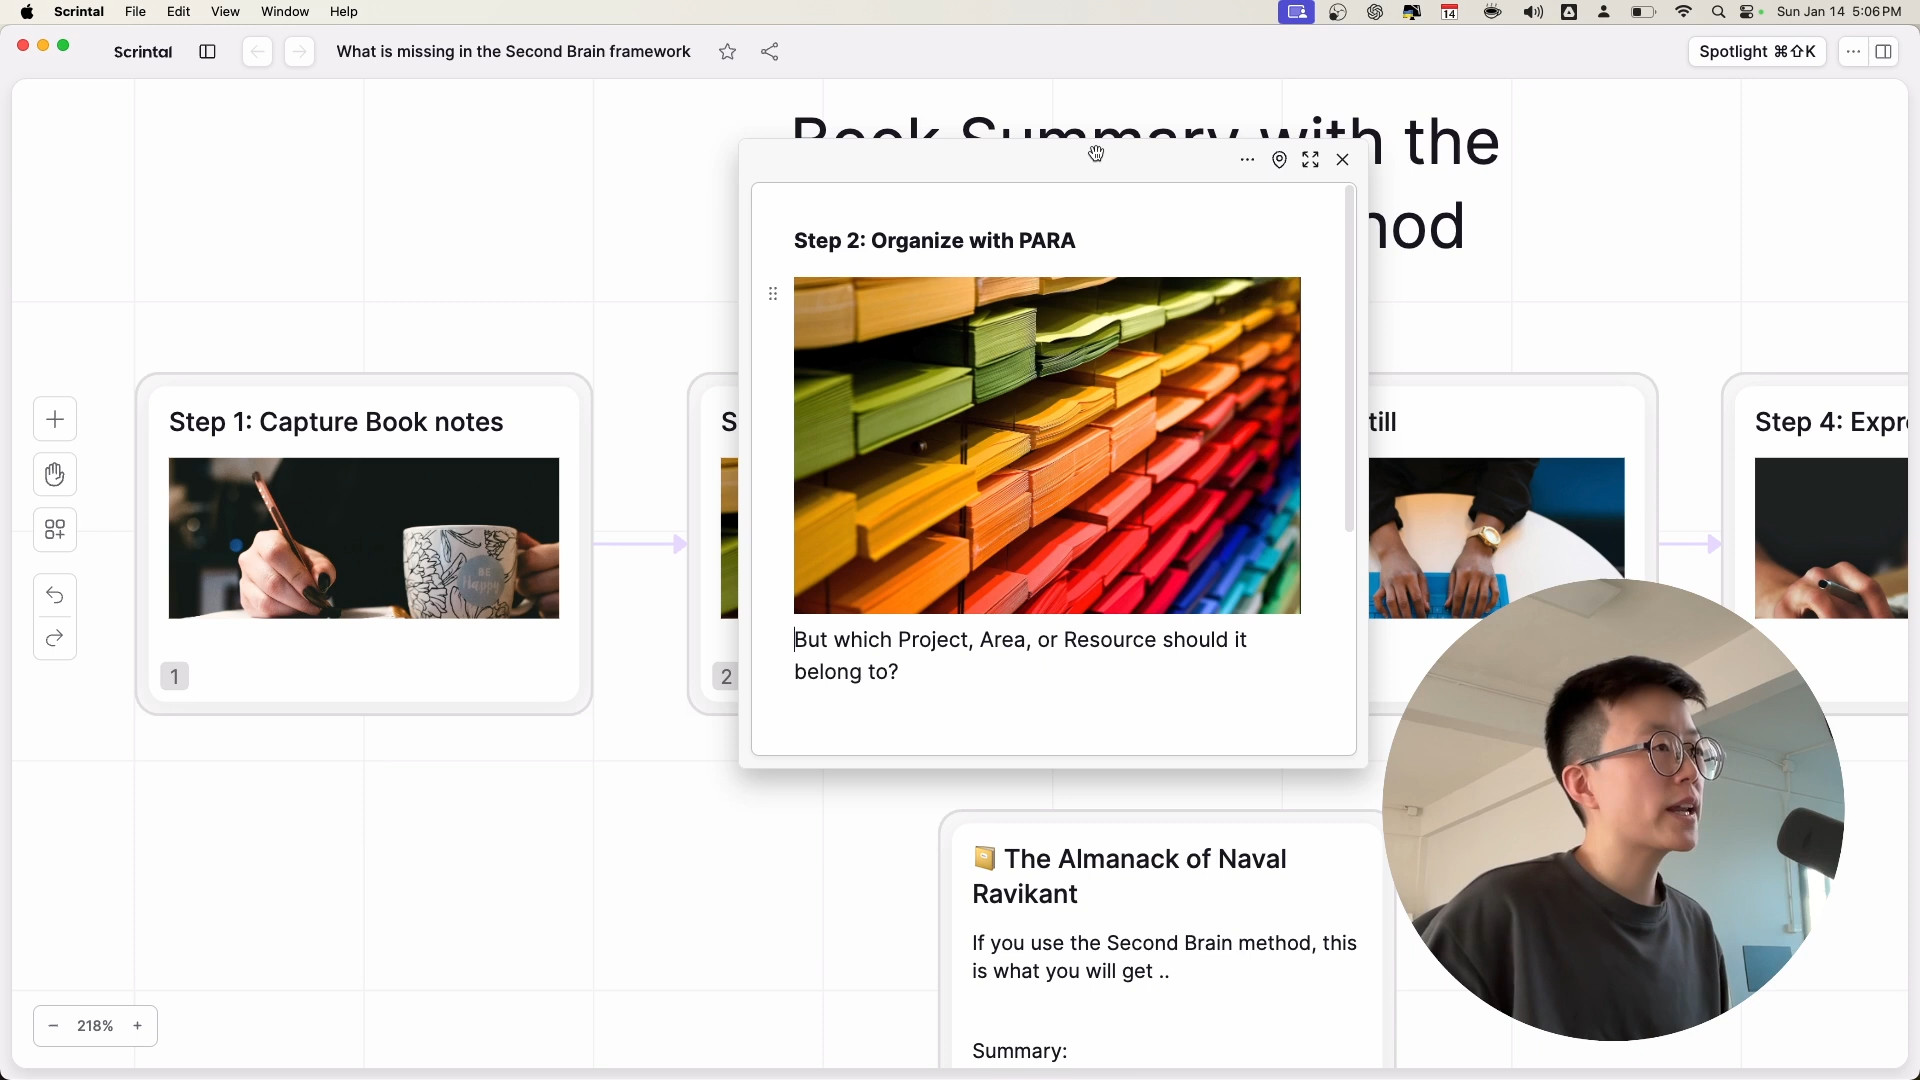 Scrintal File Edit View Window Help
14 Sun Jan 14 5:06 PM
Scrintal What is missing in the Second Brain framework Spotlight ⌘⇧K
Book Summary with the
Step 2: Organize with PARA
But which Project, Area, or Resource should it
belong to?
Step 1: Capture Book notes
BE
Happy
1
2
Step 4: Expr
The Almanack of Naval
Ravikant
If you use the Second Brain method, this
is what you will get ..
Summary:
218%